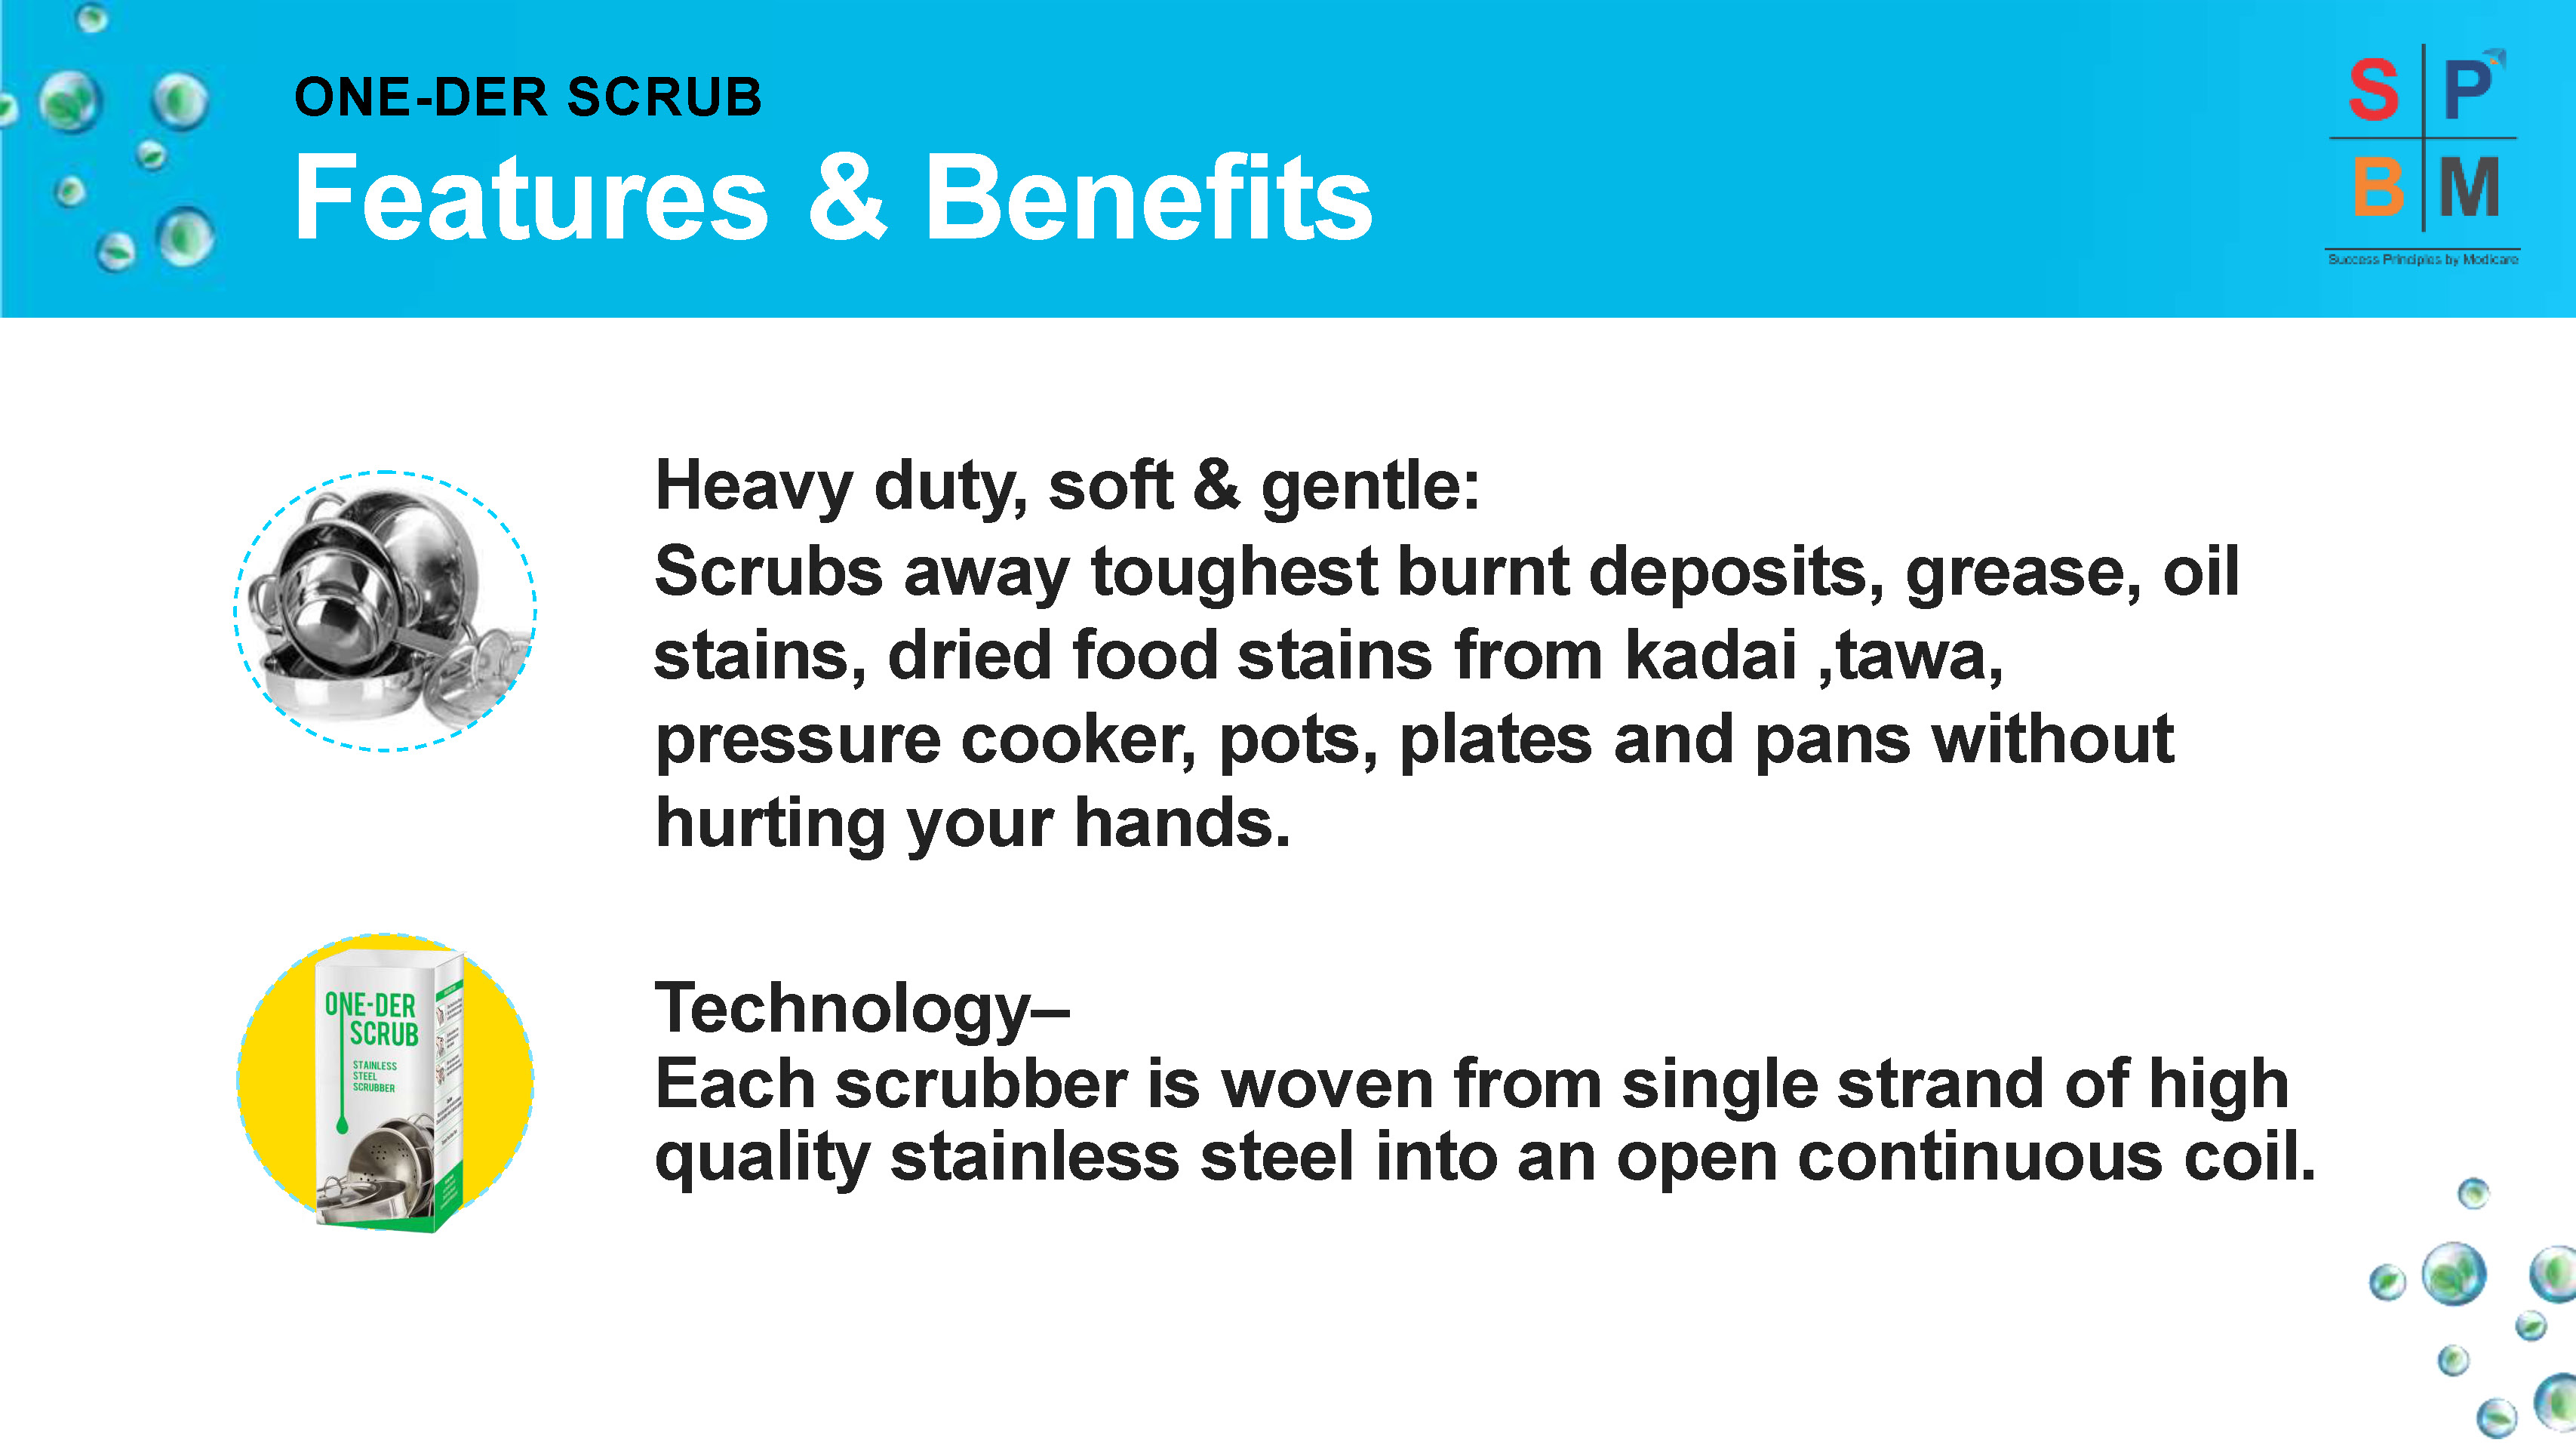 ONE-DER SCRUB
Features & Benefits
S P
B M
Success Principles by Modicare
Heavy duty, soft & gentle:
Scrubs away toughest burnt deposits, grease, oil
stains, dried food stains from kadai ,tawa,
pressure cooker, pots, plates and pans without
hurting your hands.
ONE-DER
SCRUB
STAINLESS
STEEL
SCRUBBER
Technology–
Each scrubber is woven from single strand of high
quality stainless steel into an open continuous coil.